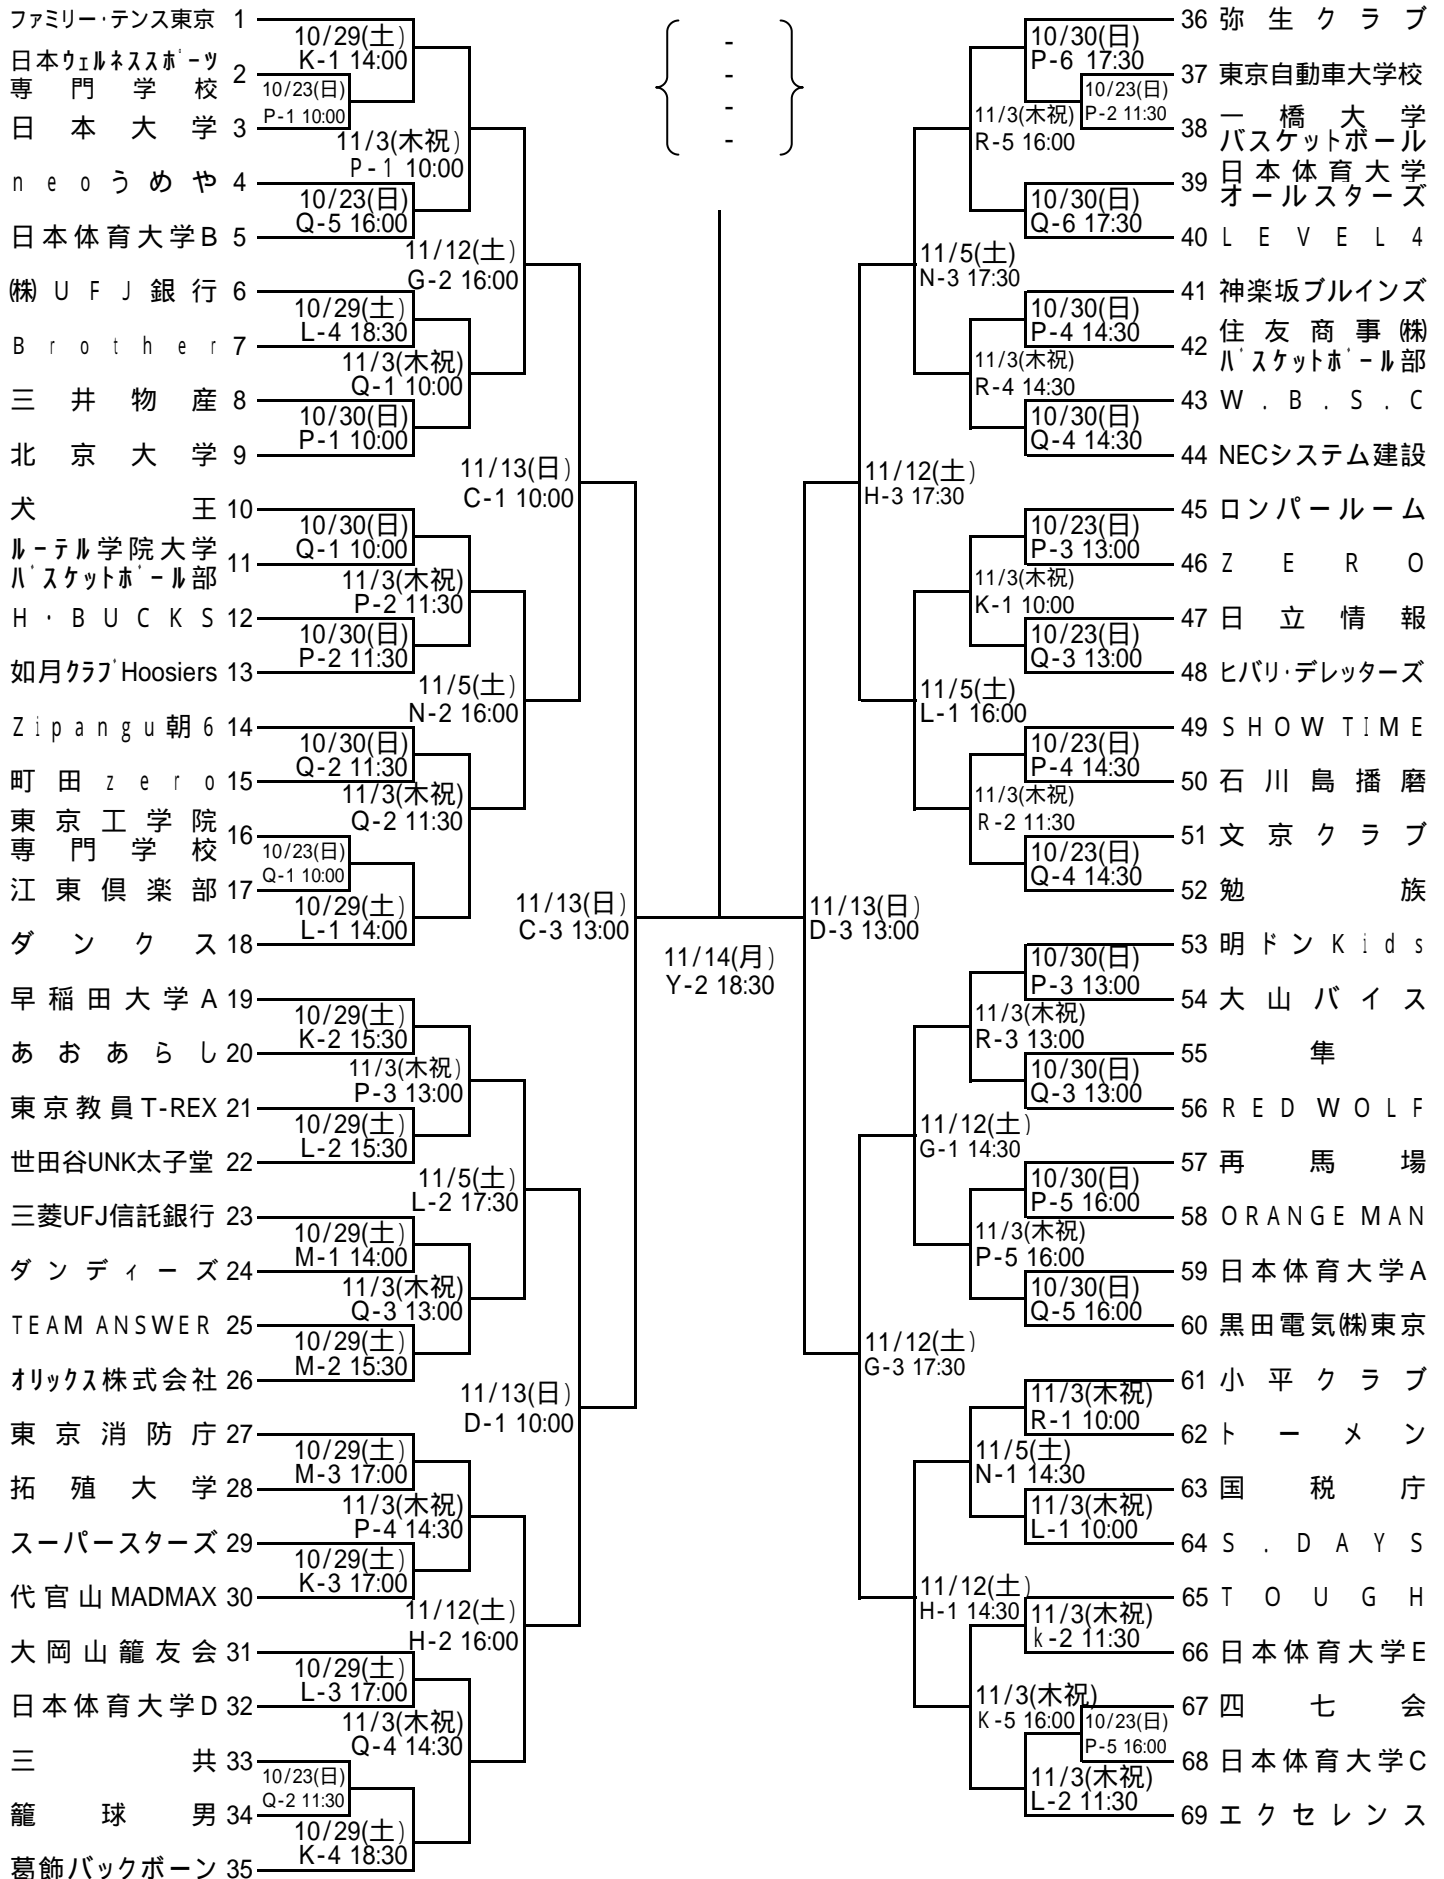 ファミリー・テンス東京 1
10/29(土)
K-1 14:00
日本ウェルネススポーツ
専門学校 2
10/23(日)
P-1 10:00
日本大学 3
11/3(木祝)
P-1 10:00
neoうめや 4
10/23(日)
Q-5 16:00
日本体育大学B 5
11/12(土)
G-2 16:00
㈱UFJ銀行 6
10/29(土)
L-4 18:30
Brother 7
11/3(木祝)
Q-1 10:00
三井物産 8
10/30(日)
P-1 10:00
北京大学 9
11/13(日)
C-1 10:00
犬王 10
10/30(日)
Q-1 10:00
ルーテル学院大学
バスケットボール部 11
11/3(木祝)
P-2 11:30
H・BUCKS 12
10/30(日)
P-2 11:30
如月クラブHoosiers 13
11/5(土)
N-2 16:00
Zipangu朝6 14
10/30(日)
Q-2 11:30
町田zero 15
11/3(木祝)
Q-2 11:30
東京工学院
専門学校 16
10/23(日)
Q-1 10:00
江東倶楽部 17
10/29(土)
L-1 14:00
ダンクス 18
11/13(日)
C-3 13:00
早稲田大学A 19
10/29(土)
K-2 15:30
あおあらし 20
11/3(木祝)
P-3 13:00
東京教員T-REX 21
10/29(土)
L-2 15:30
世田谷UNK太子堂 22
11/5(土)
L-2 17:30
三菱UFJ信託銀行 23
10/29(土)
M-1 14:00
ダンディーズ 24
11/3(木祝)
Q-3 13:00
TEAM ANSWER 25
10/29(土)
M-2 15:30
オリックス株式会社 26
11/13(日)
D-1 10:00
東京消防庁 27
10/29(土)
M-3 17:00
拓殖大学 28
11/3(木祝)
P-4 14:30
スーパースターズ 29
10/29(土)
K-3 17:00
代官山MADMAX 30
11/12(土)
H-2 16:00
大岡山籠友会 31
10/29(土)
L-3 17:00
日本体育大学D 32
11/3(木祝)
Q-4 14:30
三共 33
10/23(日)
Q-2 11:30
籠球男 34
10/29(土)
K-4 18:30
葛飾バックボーン 35
-
-
-
-
11/14(月)
Y-2 18:30
36 弥生クラブ
10/30(日)
P-6 17:30
37 東京自動車大学校
10/23(日)
P-2 11:30
38 一橋大学
バスケットボール
11/3(木祝)
R-5 16:00
39 日本体育大学
オールスターズ
10/30(日)
Q-6 17:30
40 LEVEL4
11/5(土)
N-3 17:30
41 神楽坂ブルインズ
10/30(日)
P-4 14:30
42 住友商事㈱
バスケットボール部
11/3(木祝)
R-4 14:30
43 W.B.S.C
10/30(日)
Q-4 14:30
44 NECシステム建設
11/12(土)
H-3 17:30
45 ロンパールーム
10/23(日)
P-3 13:00
46 ZERO
11/3(木祝)
K-1 10:00
47 日立情報
10/23(日)
Q-3 13:00
48 ヒバリ・デレッターズ
11/5(土)
L-1 16:00
49 SHOW TIME
10/23(日)
P-4 14:30
50 石川島播磨
11/3(木祝)
R-2 11:30
51 文京クラブ
10/23(日)
Q-4 14:30
52 勉族
11/13(日)
D-3 13:00
53 明ドンKids
10/30(日)
P-3 13:00
54 大山バイス
11/3(木祝)
R-3 13:00
55 隼
10/30(日)
Q-3 13:00
56 RED WOLF
11/12(土)
G-1 14:30
57 再馬場
10/30(日)
P-5 16:00
58 ORANGE MAN
11/3(木祝)
P-5 16:00
59 日本体育大学A
10/30(日)
Q-5 16:00
60 黒田電気㈱東京
11/12(土)
G-3 17:30
61 小平クラブ
11/3(木祝)
R-1 10:00
62 トーメン
11/5(土)
N-1 14:30
63 国税庁
11/3(木祝)
L-1 10:00
64 S.DAYS
11/12(土)
H-1 14:30
65 TOUGH
11/3(木祝)
k-2 11:30
66 日本体育大学E
11/3(木祝)
K-5 16:00
67 四七会
10/23(日)
P-5 16:00
68 日本体育大学C
11/3(木祝)
L-2 11:30
69 エクセレンス